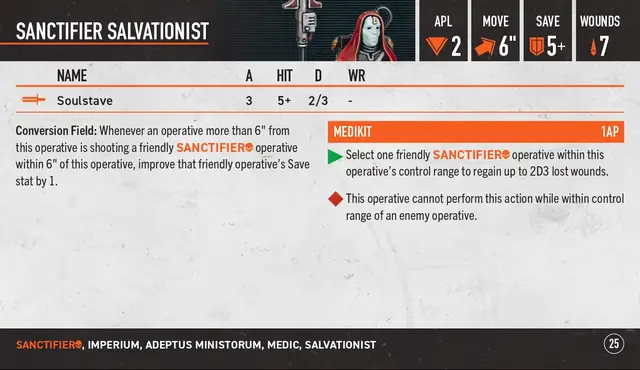 SANCTIFIER SALVATIONIST
APL
2
MOVE
6"
SAVE
5+
WOUNDS
7
NAME A HIT D WR
Soulstave 3 5+ 2/3 -
Conversion Field: Whenever an operative more than 6" from
this operative is shooting a friendly SANCTIFIER operative
within 6" of this operative, improve that friendly operative's Save
stat by 1.
MEDIKIT 1AP
Select one friendly SANCTIFIER operative within this
operative's control range to regain up to 2D3 lost wounds.
This operative cannot perform this action while within control
range of an enemy operative.
SANCTIFIER, IMPERIUM, ADEPTUS MINISTORUM, MEDIC, SALVATIONIST
25